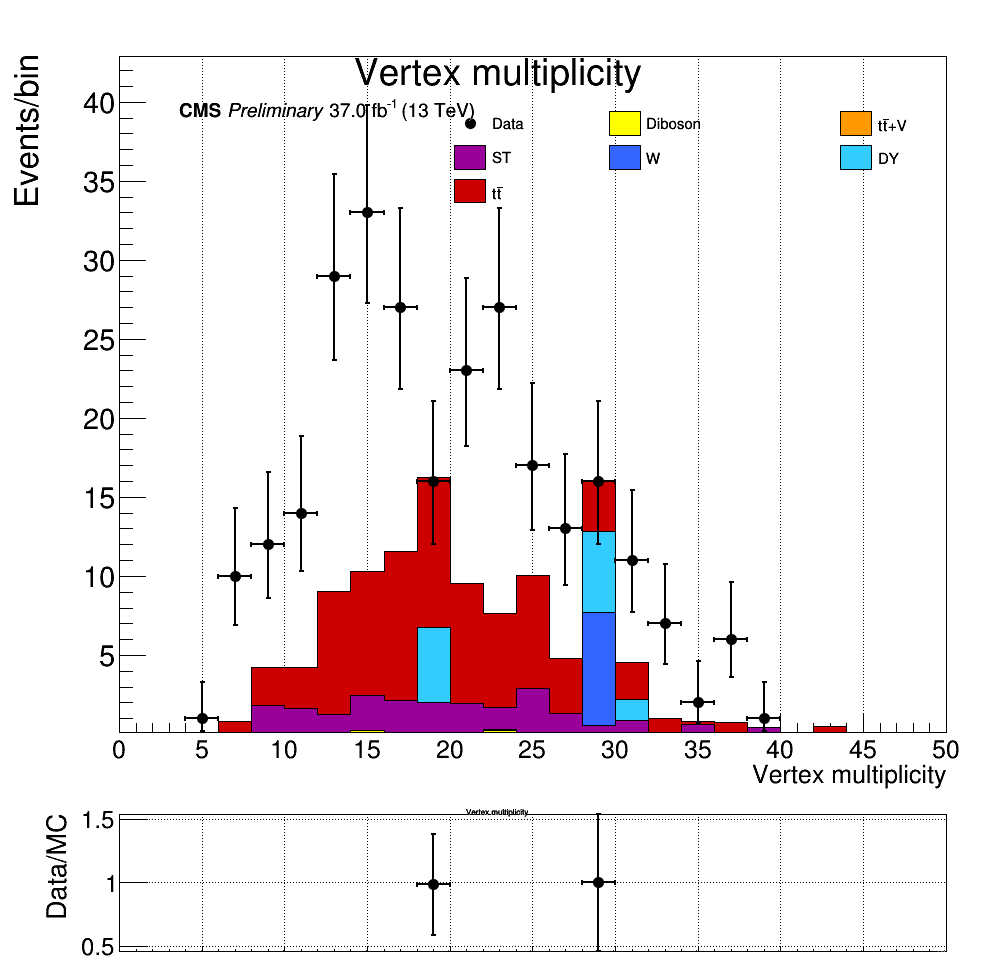 Vertex multiplicity
CMS Preliminary 37.0 fb-1 (13 TeV)
Data
Diboson
tt̄+V
ST
W
DY
tt̄
Events/bin
40
35
30
25
20
15
10
5
0 5 10 15 20 25 30 35 40 45 50
Vertex multiplicity
Vertex multiplicity
Data/MC
1.5
1
0.5